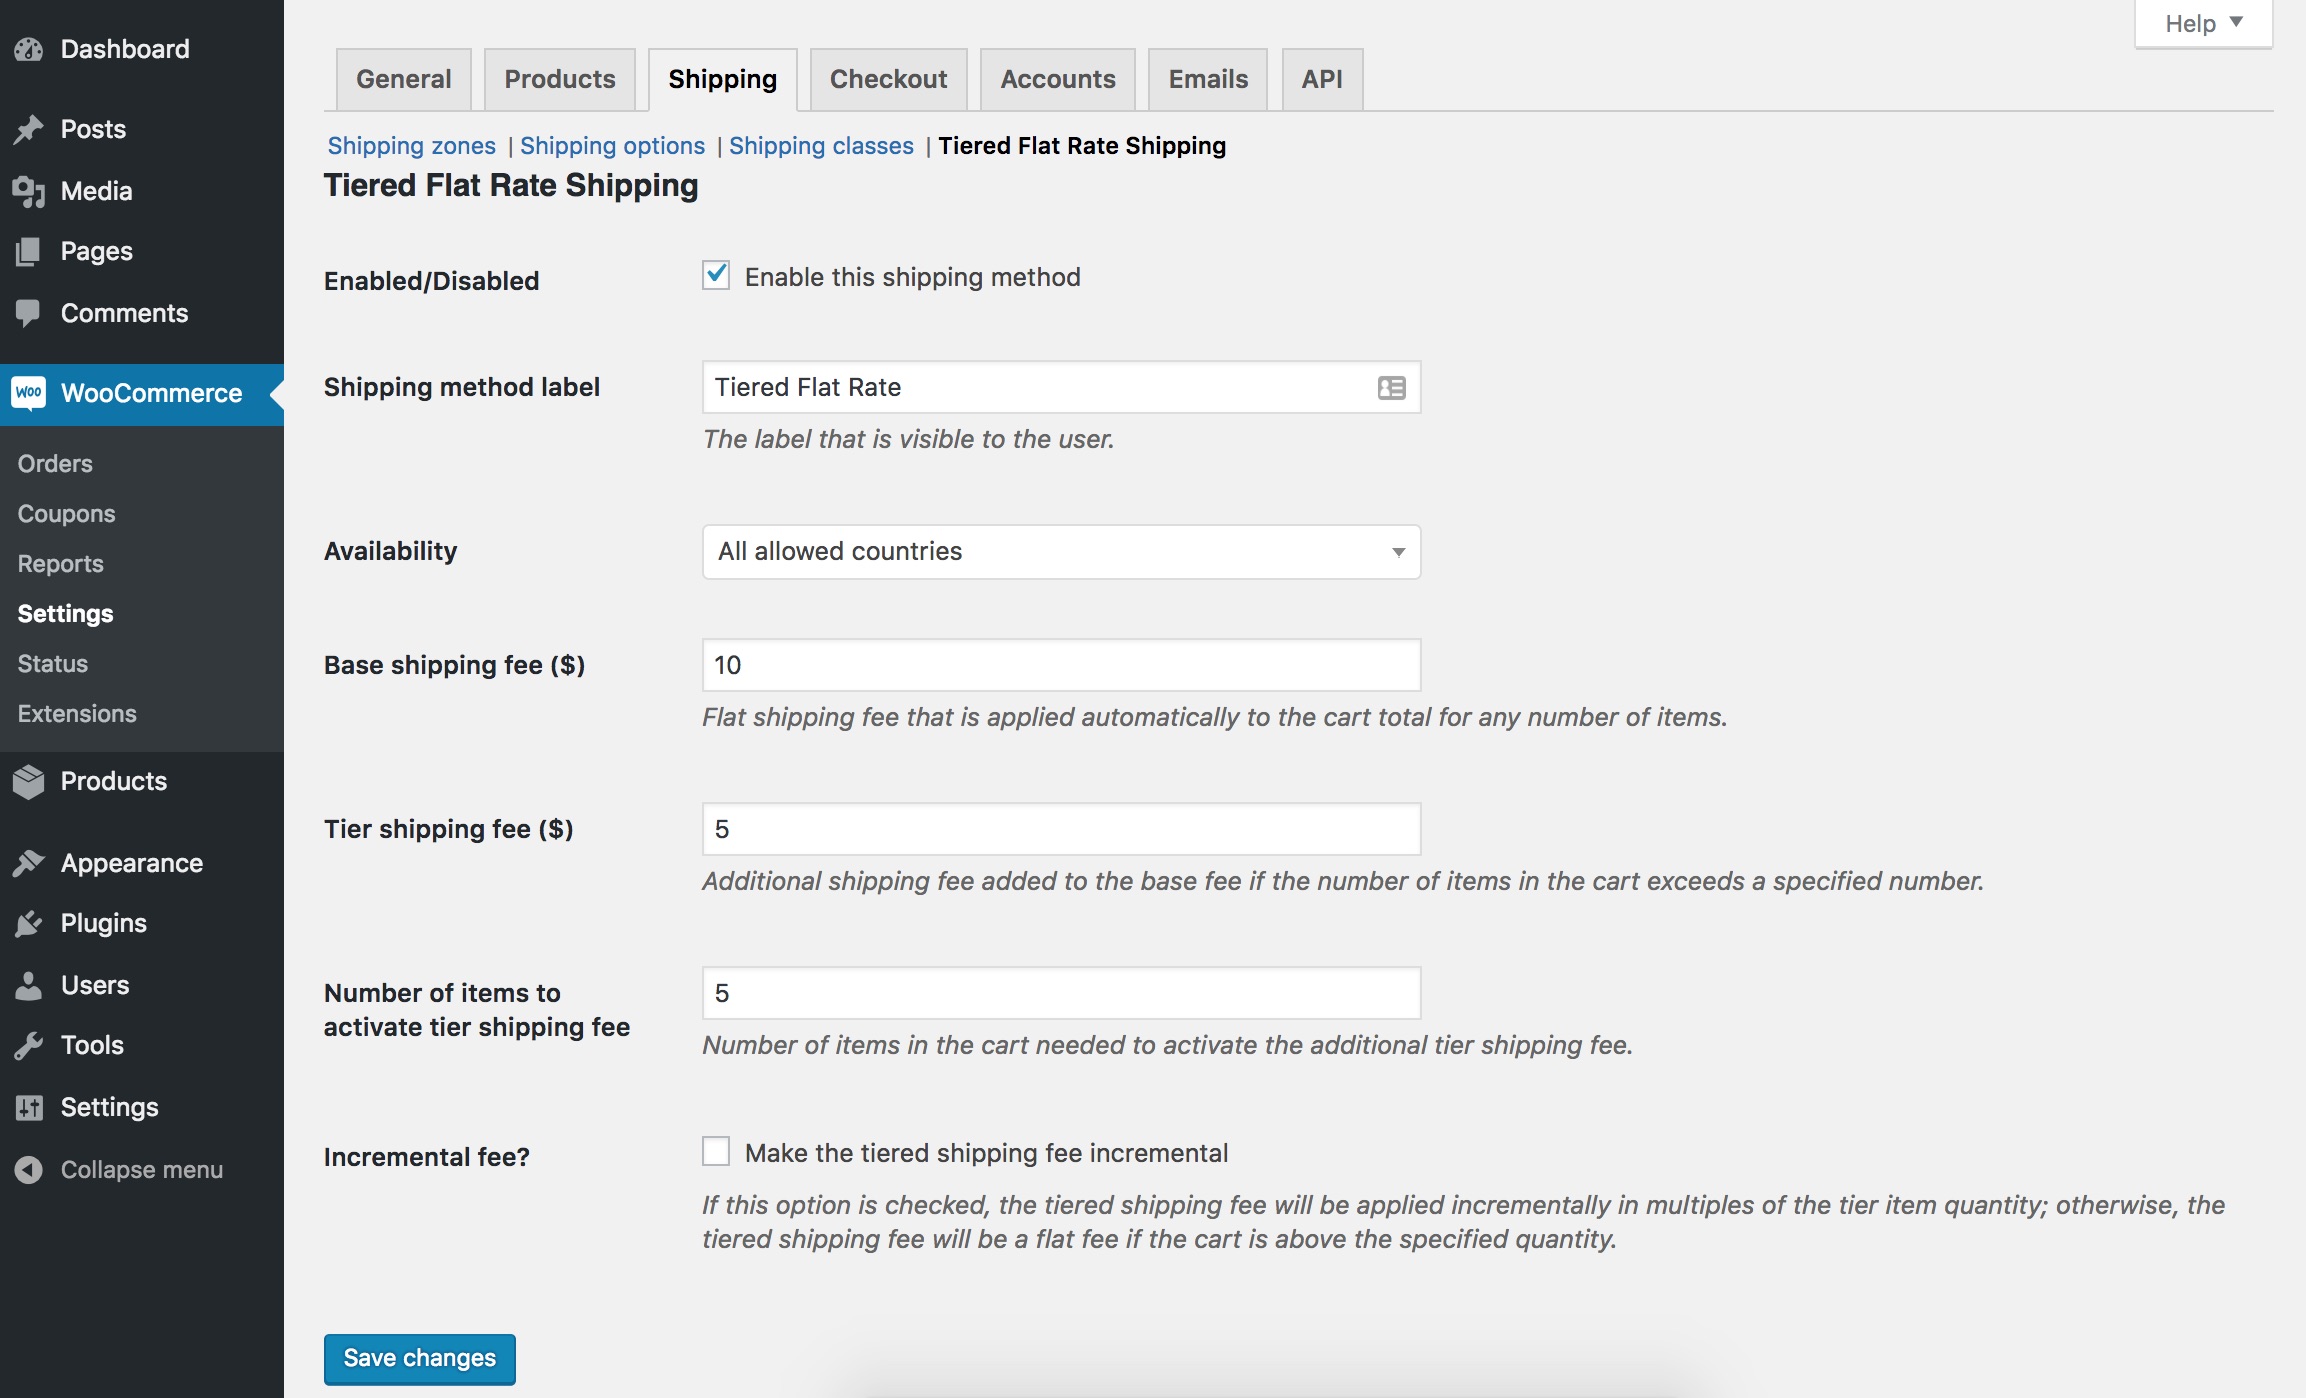 Dashboard
Posts
Media
Pages
Comments
Woo WooCommerce
Orders
Coupons
Reports
Settings
Status
Extensions
Products
Appearance
Plugins
Users
Tools
Settings
Collapse menu
Help
General Products Shipping Checkout Accounts Emails API
Shipping zones | Shipping options | Shipping classes | Tiered Flat Rate Shipping
Tiered Flat Rate Shipping
Enabled/Disabled Enable this shipping method
Shipping method label Tiered Flat Rate
The label that is visible to the user.
Availability All allowed countries
Base shipping fee ($) 10
Flat shipping fee that is applied automatically to the cart total for any number of items.
Tier shipping fee ($) 5
Additional shipping fee added to the base fee if the number of items in the cart exceeds a specified number.
Number of items to
activate tier shipping fee
5
Number of items in the cart needed to activate the additional tier shipping fee.
Incremental fee? Make the tiered shipping fee incremental
If this option is checked, the tiered shipping fee will be applied incrementally in multiples of the tier item quantity; otherwise, the
tiered shipping fee will be a flat fee if the cart is above the specified quantity.
Save changes